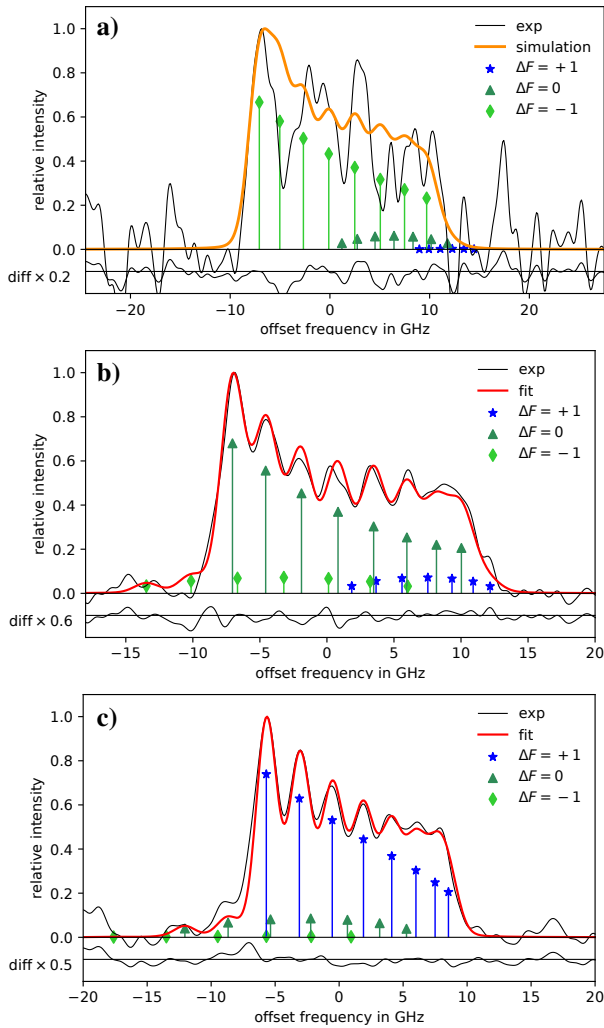 a)
exp
simulation
ΔF = +1
ΔF = 0
ΔF = −1
relative intensity
1.0
0.8
0.6
0.4
0.2
0.0
diff × 0.2
−20 −10 0 10 20
offset frequency in GHz
b)
exp
fit
ΔF = +1
ΔF = 0
ΔF = −1
relative intensity
1.0
0.8
0.6
0.4
0.2
0.0
diff × 0.6
−15 −10 −5 0 5 10 15 20
offset frequency in GHz
c)
exp
fit
ΔF = +1
ΔF = 0
ΔF = −1
relative intensity
1.0
0.8
0.6
0.4
0.2
0.0
diff × 0.5
−20 −15 −10 −5 0 5 10 15 20
offset frequency in GHz